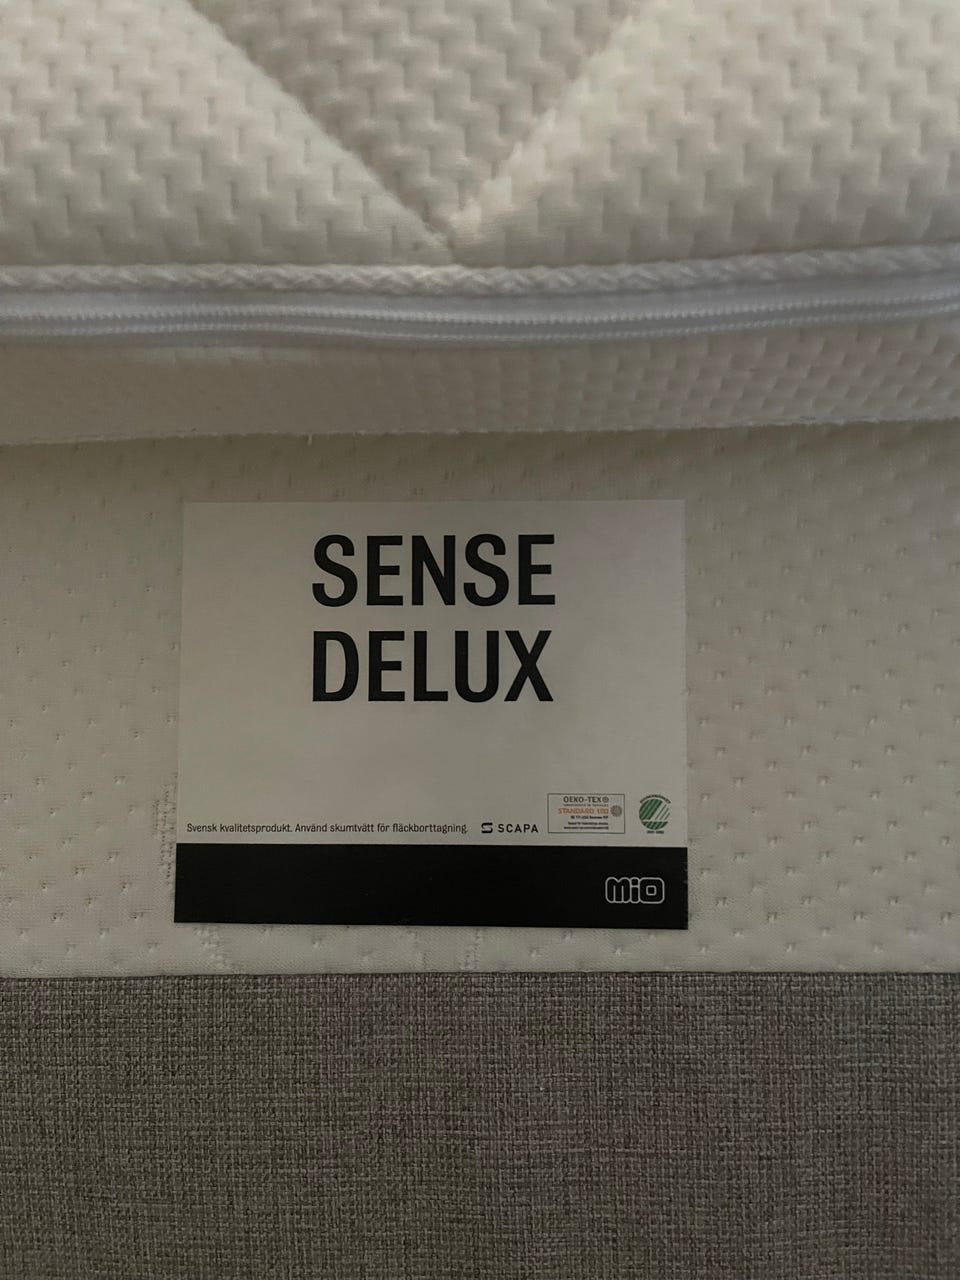 SENSE
DELUX
Svensk kvalitetsprodukt. Använd skumtvätt för fläckborttagning.
SCAPA
OEKO-TEX®
STANDARD 100
MiO